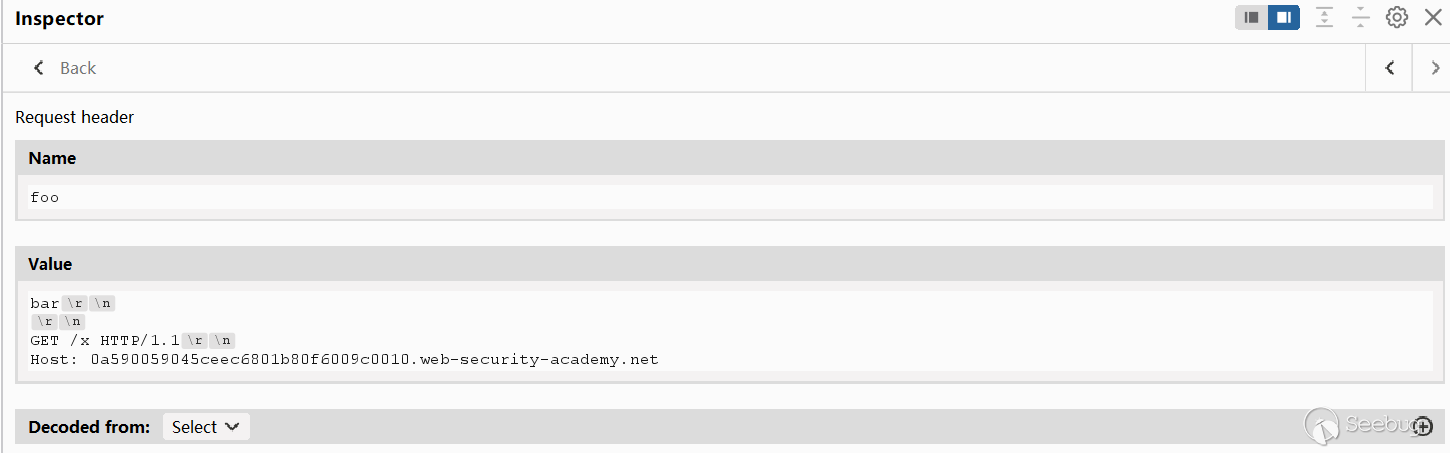 Inspector
Back
Request header
Name
foo
Value
bar\r\n
\r\n
GET /x HTTP/1.1\r\n
Host: 0a590059045ceec6801b80f6009c0010.web-security-academy.net
Decoded from: Select
Seebug